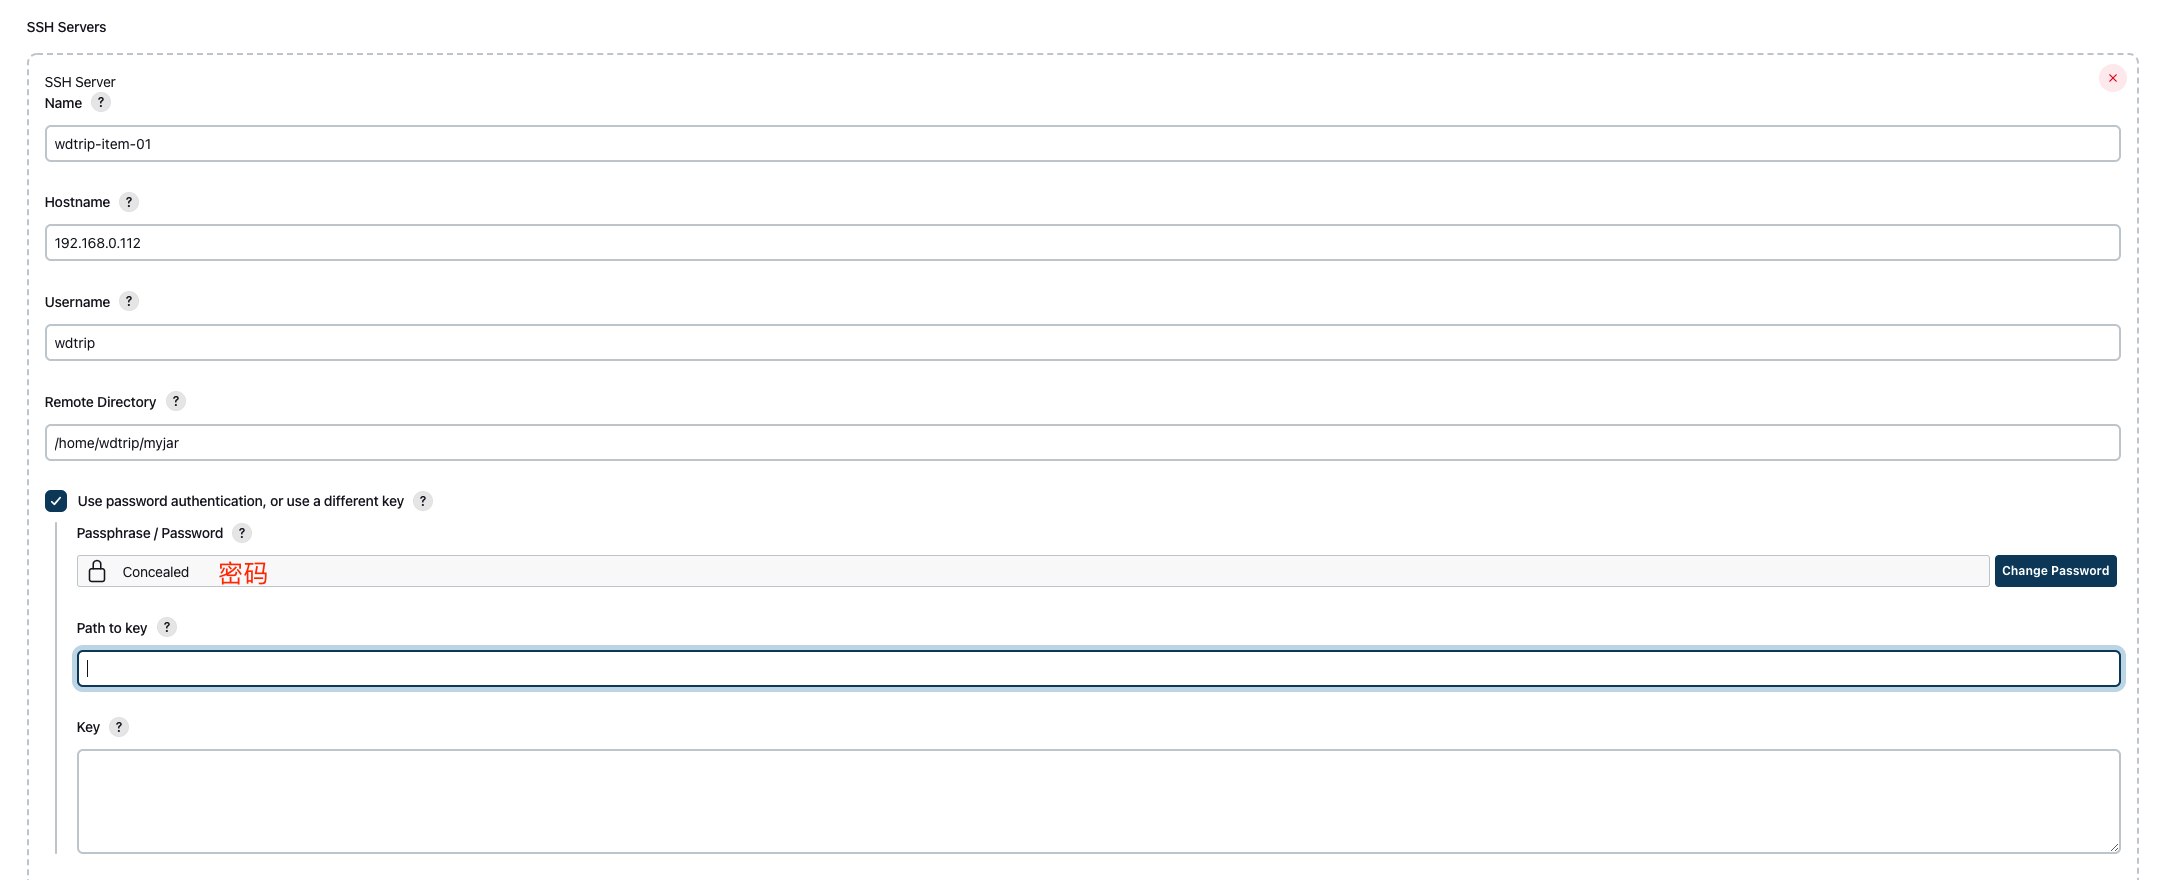 SSH Servers
SSH Server
Name ?
wdtrip-item-01
Hostname ?
192.168.0.112
Username ?
wdtrip
Remote Directory ?
/home/wdtrip/myjar
Use password authentication, or use a different key ?
Passphrase / Password ?
Concealed 密码 Change Password
Path to key ?
Key ?